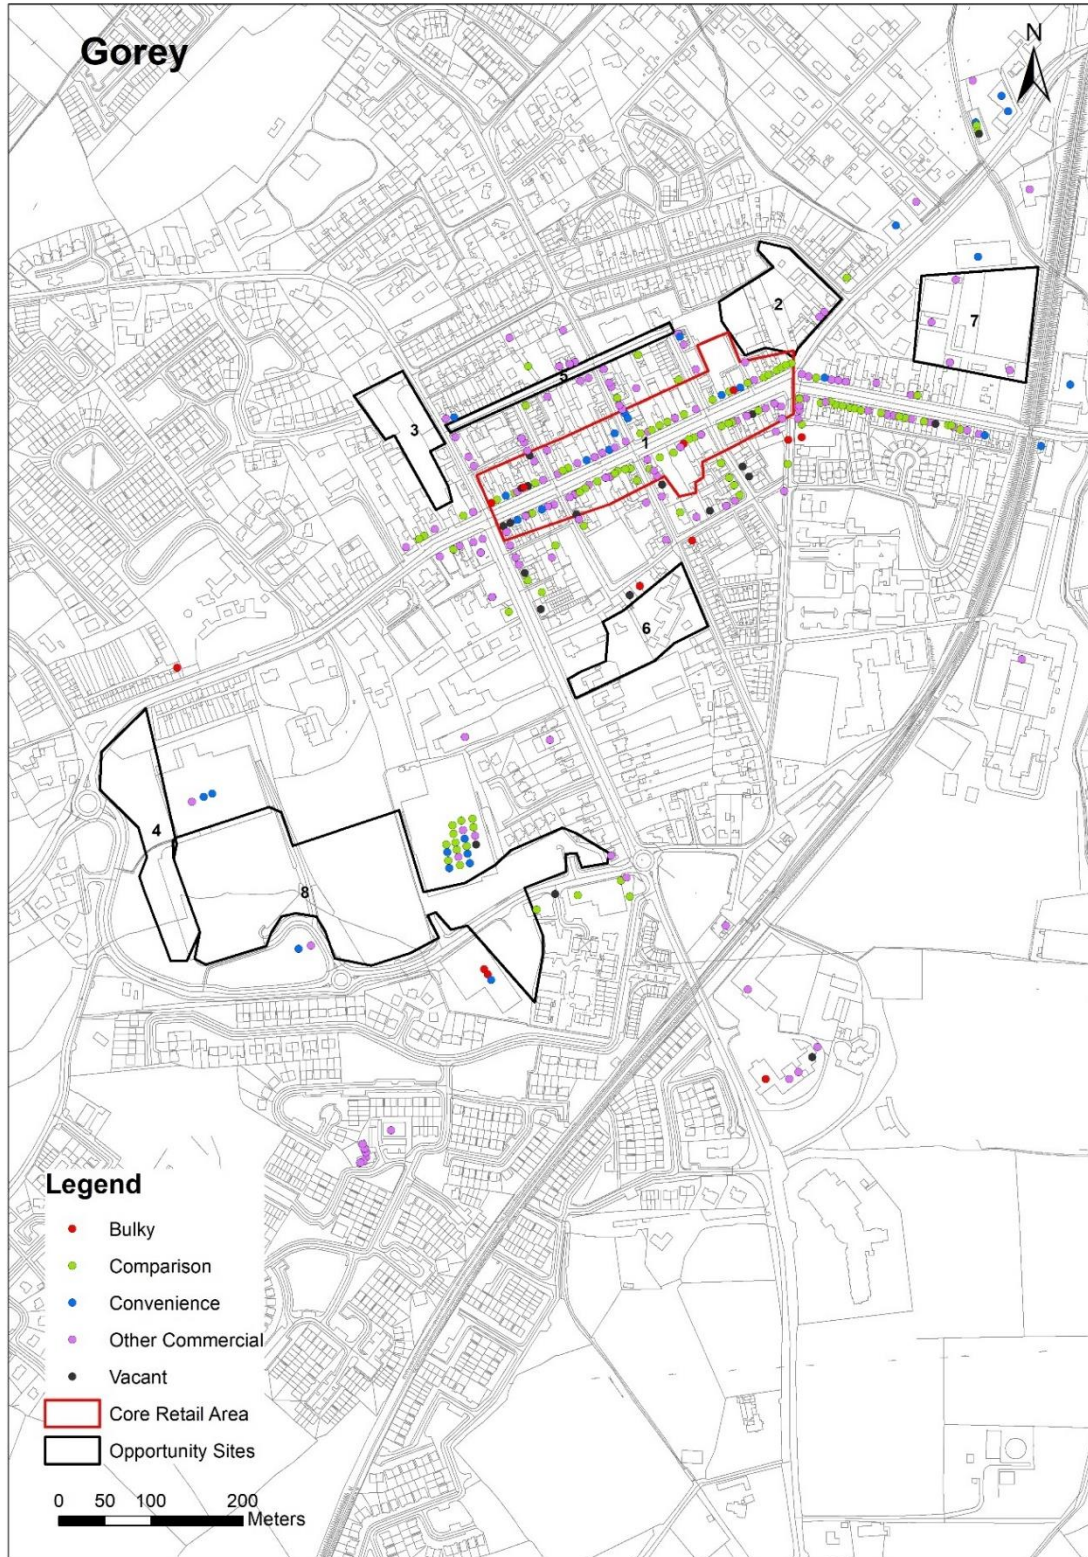 Gorey
N
2
7
5
3
1
6
4
8
Legend
Bulky
Comparison
Convenience
Other Commercial
Vacant
Core Retail Area
Opportunity Sites
0 50 100 200
Meters